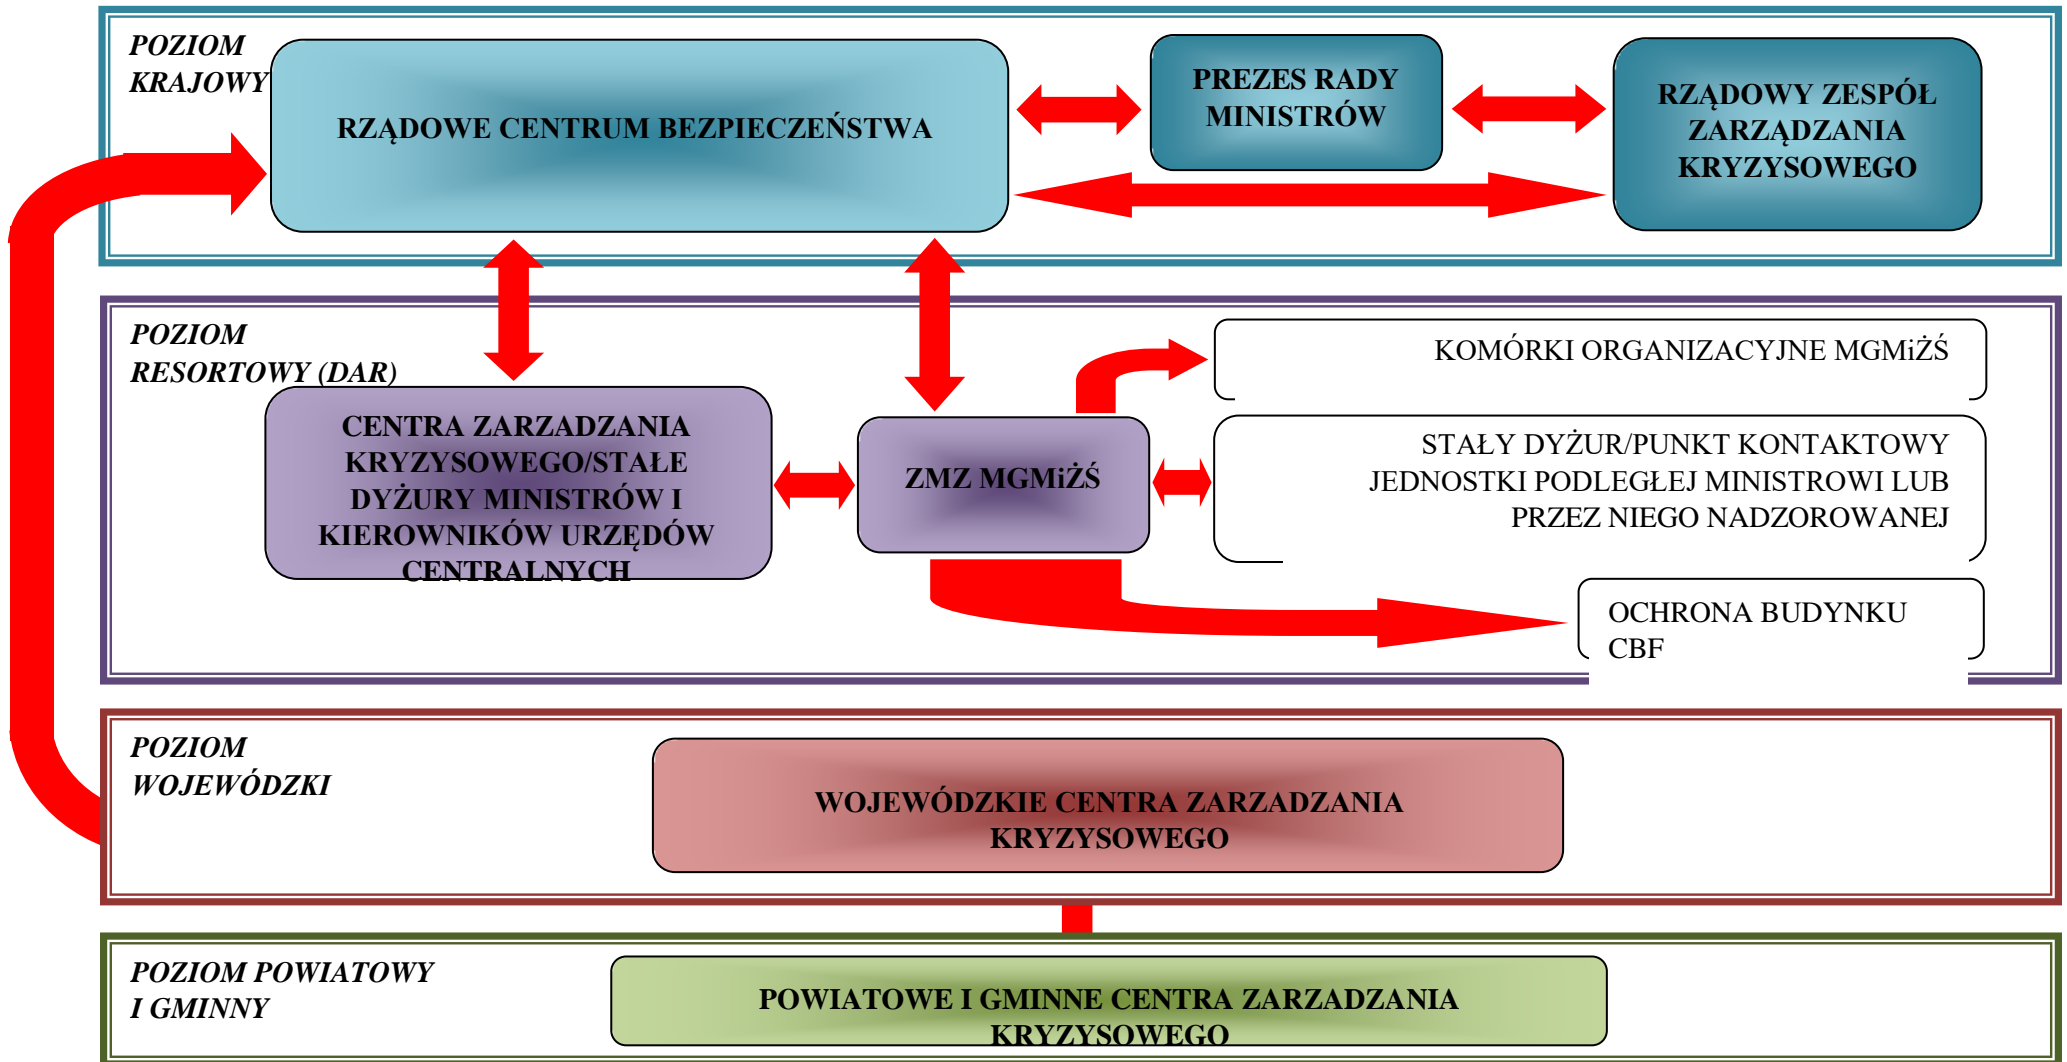 POZIOM
KRAJOWY
RZĄDOWE CENTRUM BEZPIECZEŃSTWA
PREZES RADY
MINISTRÓW
RZĄDOWY ZESPÓŁ
ZARZĄDZANIA
KRYZYSOWEGO
POZIOM
RESORTOWY (DAR)
CENTRA ZARZADZANIA
KRYZYSOWEGO/STAŁE
DYŻURY MINISTRÓW I
KIEROWNIKÓW URZĘDÓW
CENTRALNYCH
ZMZ MGMiŻŚ
KOMÓRKI ORGANIZACYJNE MGMiŻŚ
STAŁY DYŻUR/PUNKT KONTAKTOWY
JEDNOSTKI PODLEGŁEJ MINISTROWI LUB
PRZEZ NIEGO NADZOROWANEJ
OCHRONA BUDYNKU
CBF
POZIOM
WOJEWÓDZKI
WOJEWÓDZKIE CENTRA ZARZADZANIA
KRYZYSOWEGO
POZIOM POWIATOWY
I GMINNY
POWIATOWE I GMINNE CENTRA ZARZADZANIA
KRYZYSOWEGO